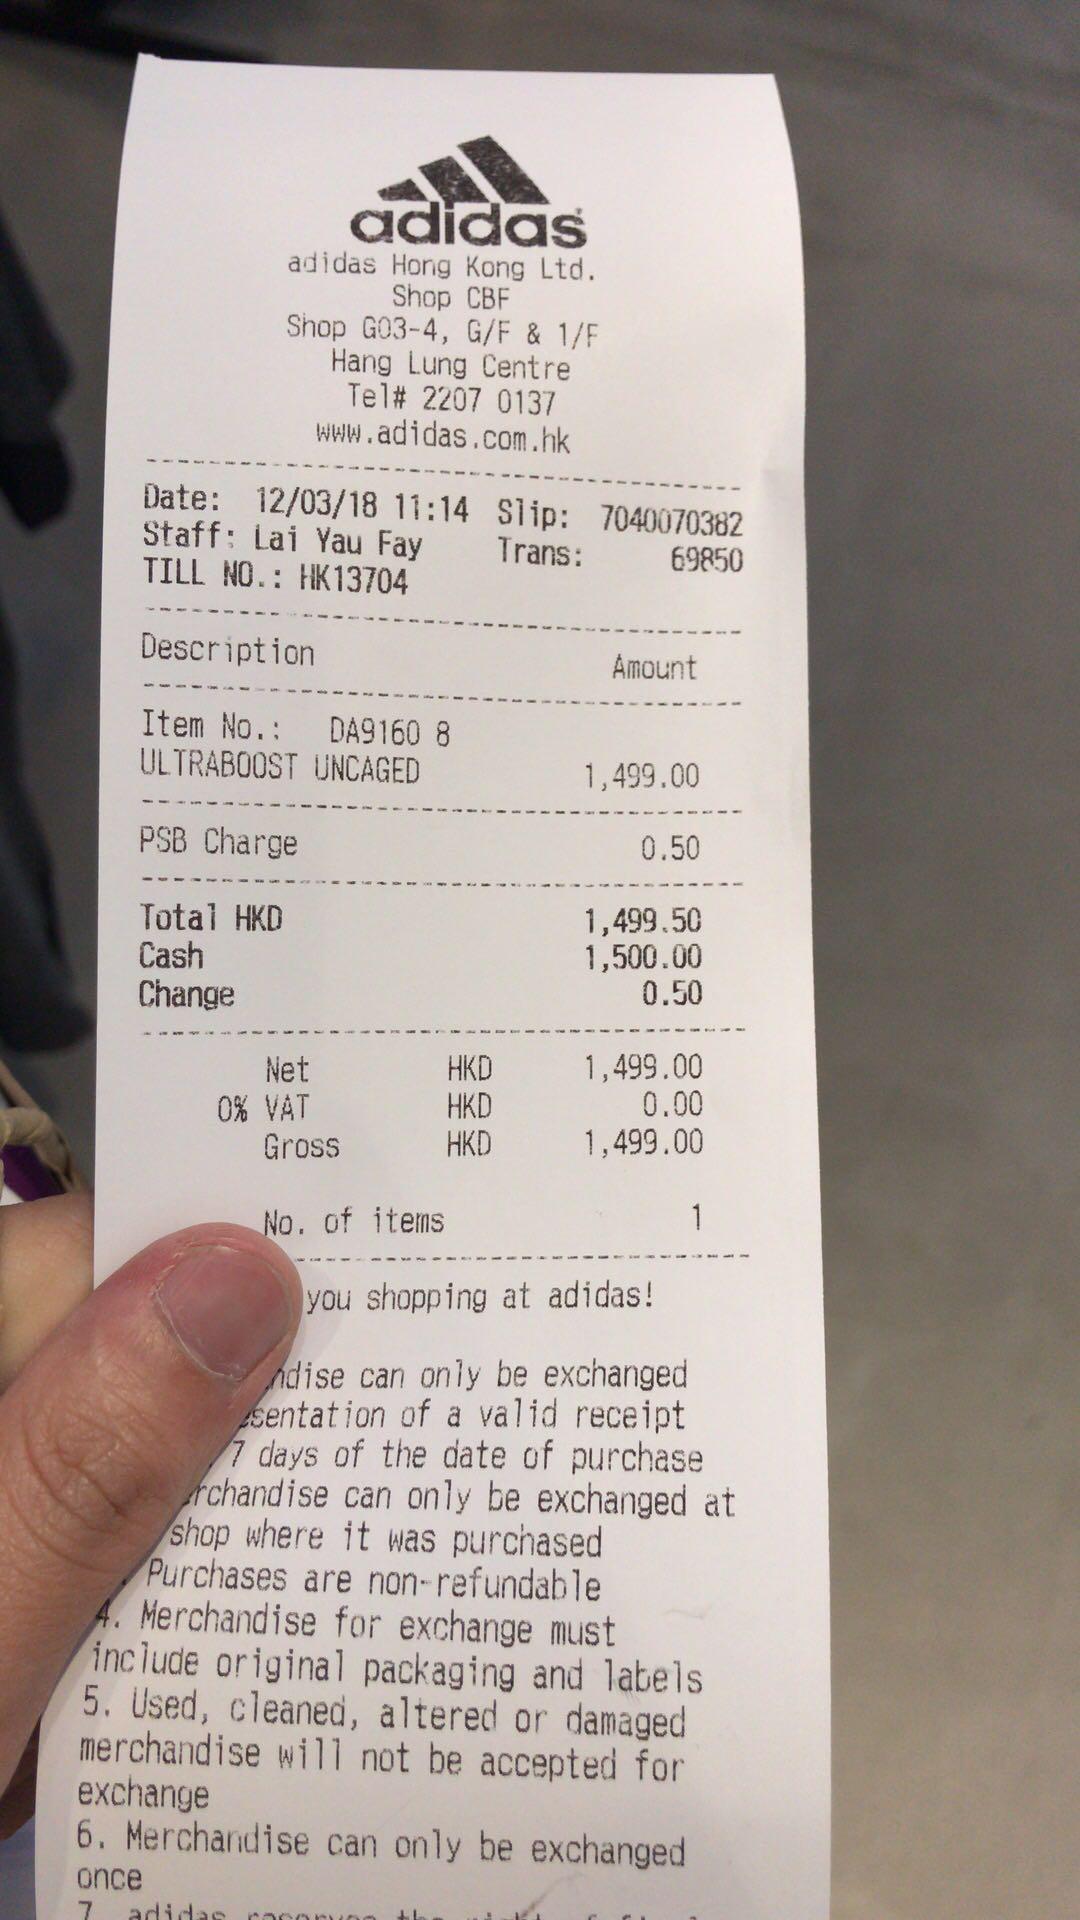 adidas
adidas Hong Kong Ltd.
Shop CBF
Shop G03-4, G/F & 1/F
Hang Lung Centre
Tel# 2207 0137
www.adidas.com.hk
Date: 12/03/18 11:14 Slip: 7040070382
Staff: Lai Yau Fay Trans: 69850
TILL NO.: HK13704
Description Amount
Item No.: DA9160 8
ULTRABOOST UNCAGED 1,499.00
PSB Charge 0.50
Total HKD 1,499.50
Cash 1,500.00
Change 0.50
Net HKD 1,499.00
0% VAT HKD 0.00
Gross HKD 1,499.00
No. of items 1
you shopping at adidas!
can only be exchanged
of a valid receipt
7 days of the date of purchase
can only be exchanged at
shop where it was purchased
Purchases are non-refundable
4. Merchandise for exchange must
include original packaging and labels
5. Used, cleaned, altered or damaged
merchandise will not be accepted for
exchange
6. Merchandise can only be exchanged
once
7. adidas reserves the right